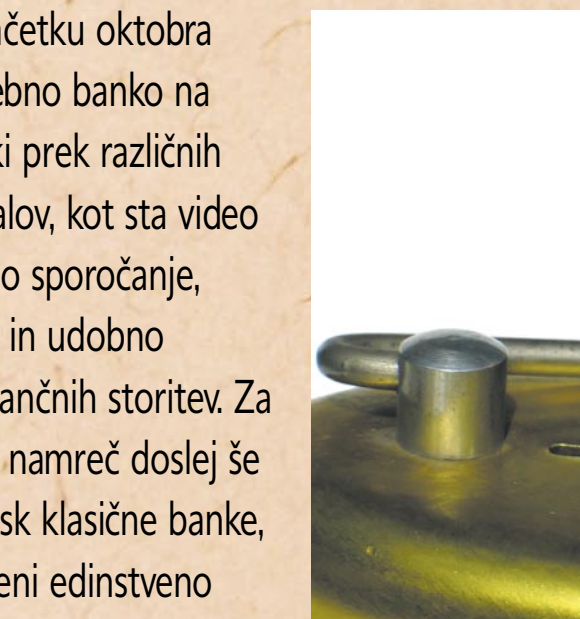 ačetku oktobra
ebno banko na
ki prek različnih
alov, kot sta video
o sporočanje,
in udobno
ančnih storitev. Za
namreč doslej še
sk klasične banke,
eni edinstveno